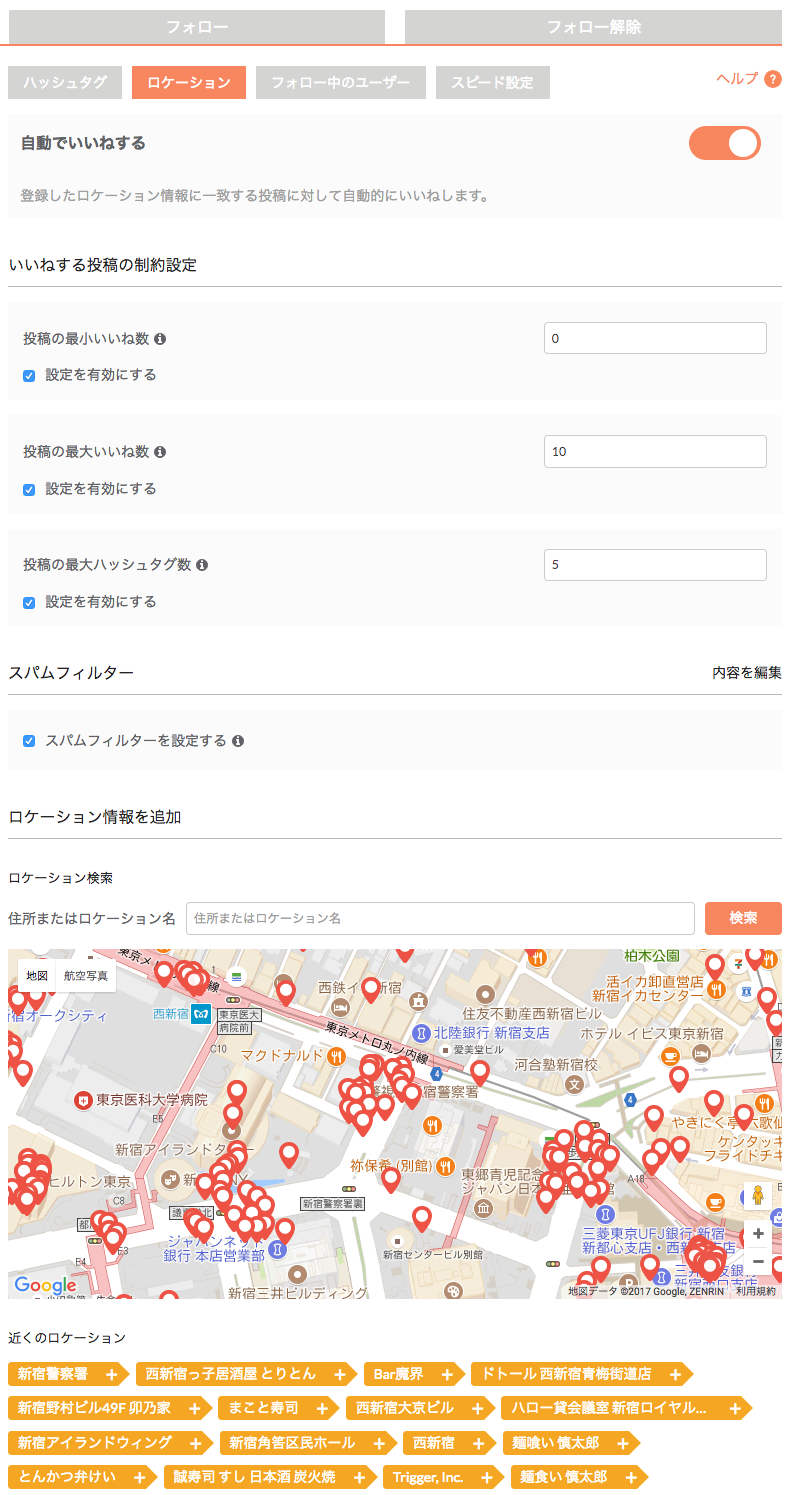 フォロー フォロー解除
ハッシュタグ ロケーション フォロー中のユーザー スピード設定 ヘルプ ?
自動でいいねする
登録したロケーション情報に一致する投稿に対して自動的にいいねします。
いいねする投稿の制約設定
投稿の最小いいね数 0
設定を有効にする
投稿の最大いいね数 10
設定を有効にする
投稿の最大ハッシュタグ数 5
設定を有効にする
スパムフィルター 内容を編集
スパムフィルターを設定する
ロケーション情報を追加
ロケーション検索
住所またはロケーション名 住所またはロケーション名 検索
東京メトロ 線
柏木公園
地図 航空写真
西鉄イ 新宿
活イカ卸直営店
新宿イカセンター
宿オークシティ
西新宿
東京医大
病院前
住友不動産西新宿ビル
東京メトロ丸ノ内線
北陸銀行 新宿支店
ホテル イビス東京新宿
C10
マクドナルド
愛美堂ビル
河合塾新宿校
4
宿警察署
4
東京医科大学病院
E5
やきにく亭 六歌仙
新宿アイランドタ
ケンタッキ
フライドチキ
祢保希 (別館)
東郷青児記念
ジャパン日本
館
A18
ヒルトン東京
新 NY
C8
新宿警察署裏
議 北
都
E3
E4
ジャパンネット
銀行 本店営業部
新宿センタービル別館
三菱東京UFJ銀行 新宿
新都心支店・西新 支店
三井 友銀
新宿西口支店
新宿三井ビルディング
Google
地図データ ©2017 Google, ZENRIN 利用規約
近くのロケーション
新宿警察署 + 西新宿っ子居酒屋 とりとん + Bar魔界 + ドトール 西新宿青梅街道店 +
新宿野村ビル49F 卯乃家 + まこと寿司 + 西新宿大京ビル + ハロー貸会議室 新宿ロイヤル... +
新宿アイランドウィング + 新宿角筈区民ホール + 西新宿 + 麺喰い 慎太郎 +
とんかつ弁けい + 誠寿司 すし 日本酒 炭火焼 + Trigger, Inc. + 麺食い 慎太郎 +